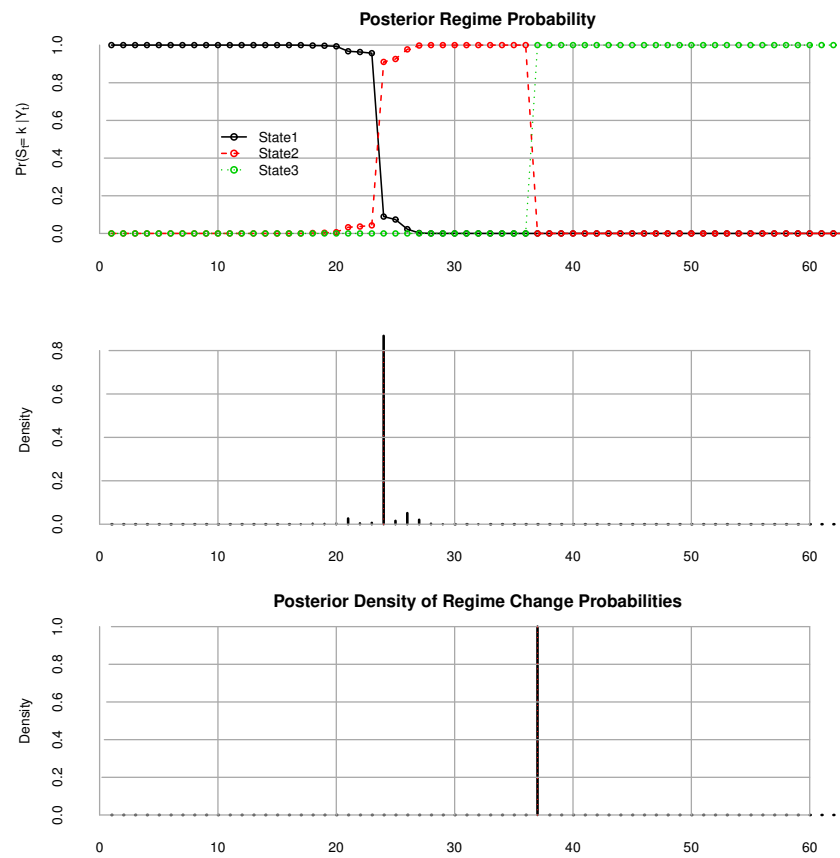 Posterior Regime Probability
Pr(St= k |Yt)
1.0
0.8
0.6
0.4
0.2
0.0
State1
State2
State3
0 10 20 30 40 50 60
Density
0.8
0.6
0.4
0.2
0.0
0 10 20 30 40 50 60
Posterior Density of Regime Change Probabilities
Density
1.0
0.8
0.6
0.4
0.2
0.0
0 10 20 30 40 50 60